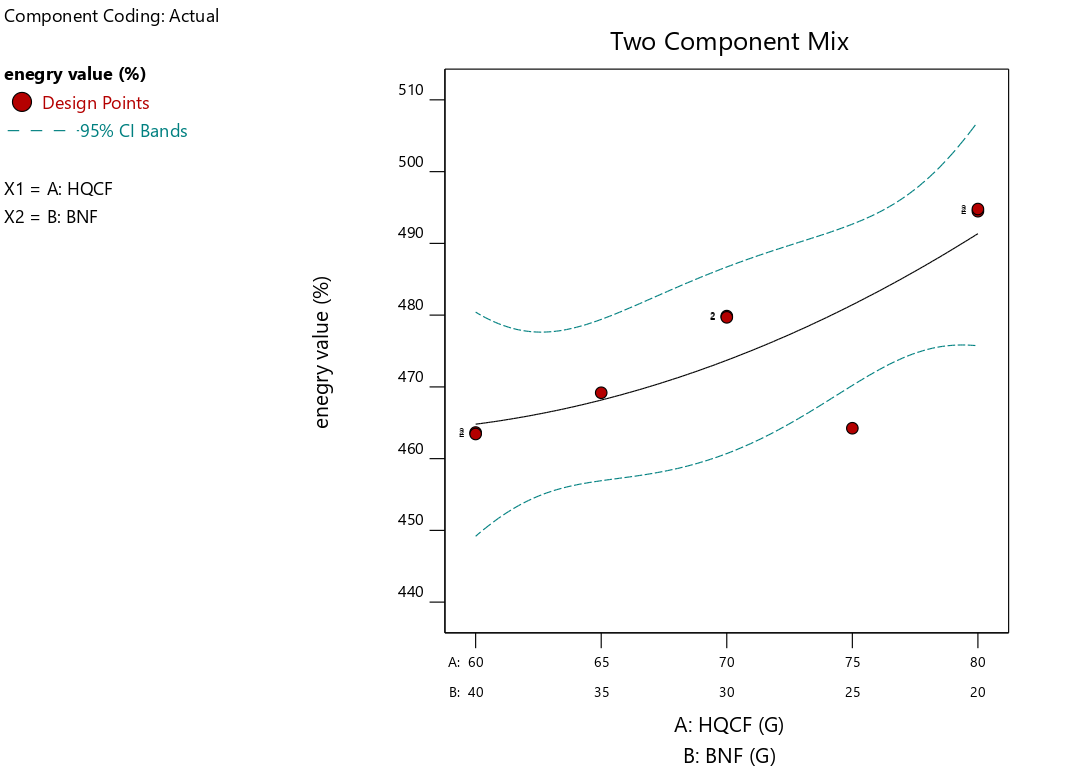 Component Coding: Actual
enegry value (%)
Design Points
95% CI Bands
X1 = A: HQCF
X2 = B: BNF
Two Component Mix
enegry value (%)
510
500
490
480
470
460
450
440
2
A: 60 65 70 75 80
B: 40 35 30 25 20
A: HQCF (G)
B: BNF (G)